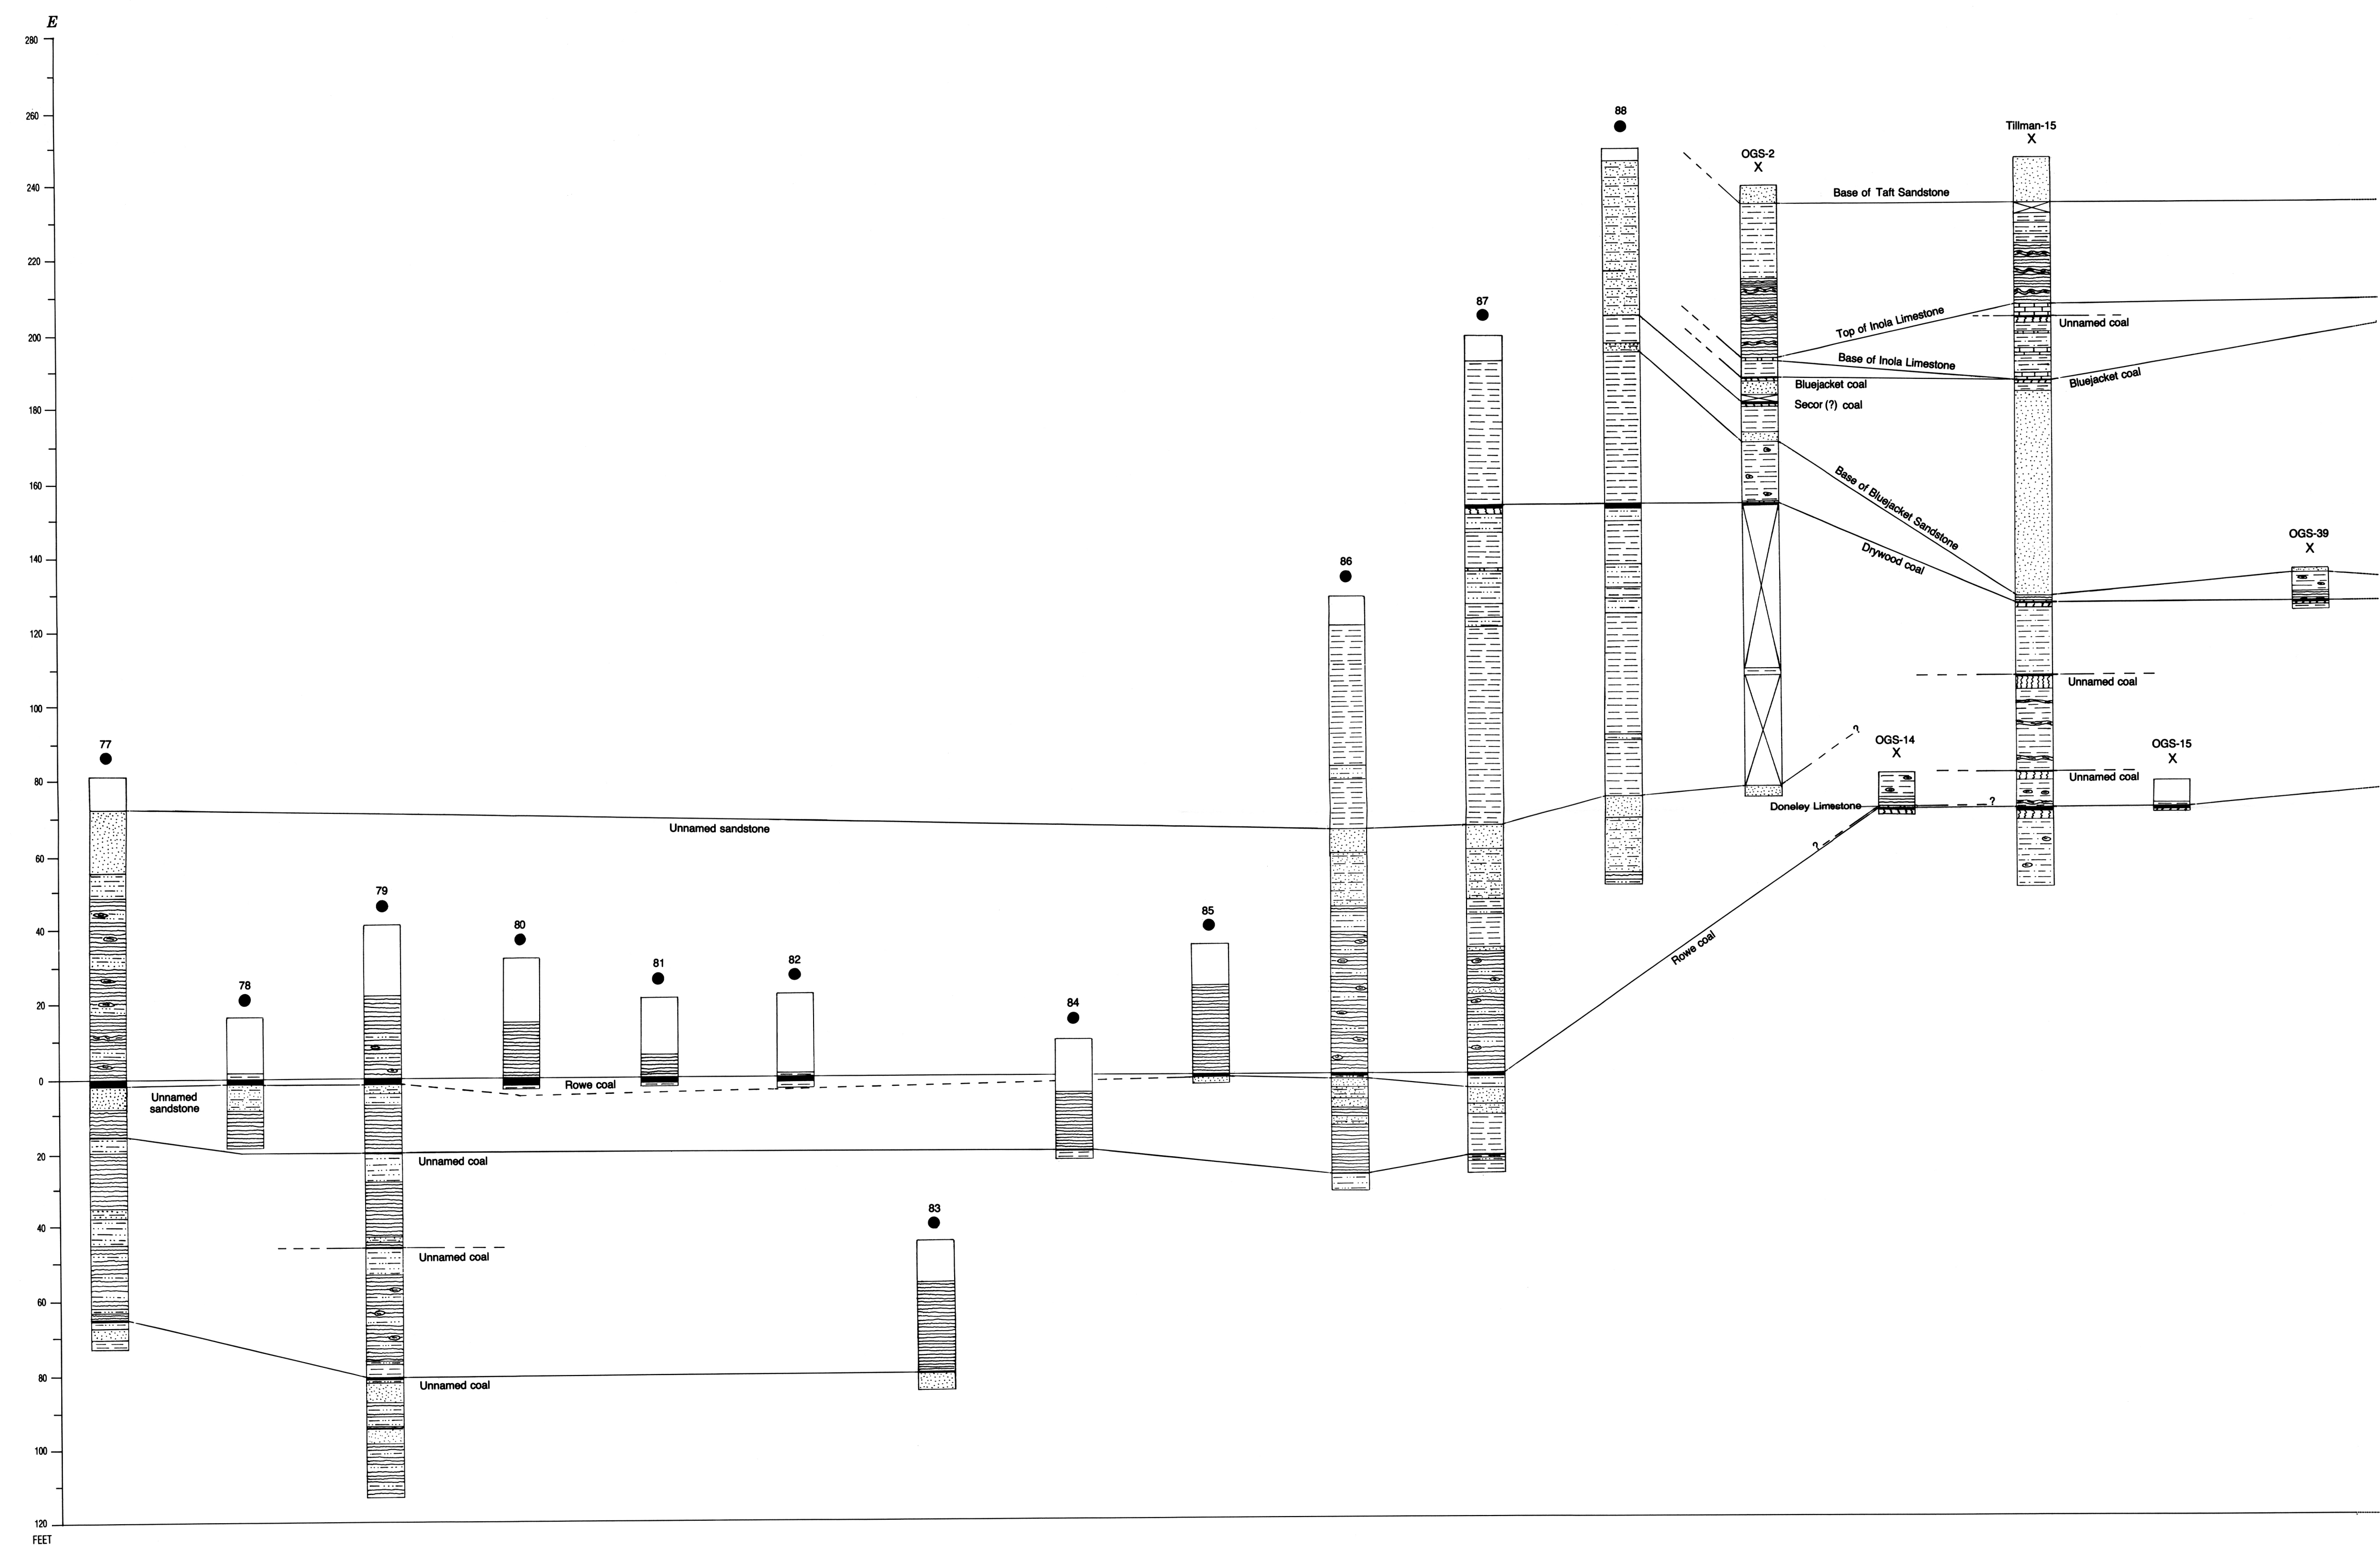 E
280
260
240
220
200
180
160
140
120
100
80
60
40
20
0
20
40
60
80
100
120
FEET
77
78
79
80
81
82
83
84
85
86
87
88
OGS-2
X
Tillman-15
X
OGS-14
X
OGS-15
X
OGS-39
X
Base of Taft Sandstone
Top of Inola Limestone
Unnamed coal
Base of Inola Limestone
Bluejacket coal
Bluejacket coal
Secor (?) coal
Base of Bluejacket Sandstone
Drywood coal
Unnamed coal
?
Unnamed coal
Doneley Limestone
?
?
Rowe coal
Unnamed sandstone
Rowe coal
Unnamed
sandstone
Unnamed coal
Unnamed coal
Unnamed coal